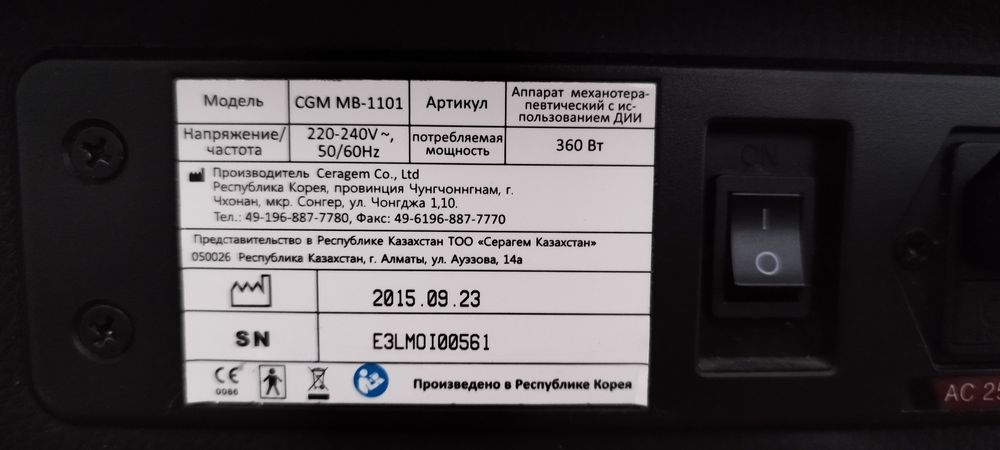 Модель
CGM MB-1101
Артикул
Аппарат механотера-
певтический с ис-
пользованием ДИИ
Напряжение/
частота
220-240V~,
50/60Hz
потребляемая
мощность
360 Вт
Производитель Ceragem Co., Ltd
Республика Корея, провинция Чунгчоннгнам, г.
Чхонан, мкр. Сонгер, ул. Чонгджа 1,10.
Тел.: 49-196-887-7780, Факс: 49-6196-887-7770
Представительство в Республике Казахстан ТОО «Серагем Казахстан»
050026 Республика Казахстан, г. Алматы, ул. Ауэзова, 14а
2015.09.23
SN
E3LMOI00561
CE
0086
Произведено в Республике Корея
ON
I
O
AC 25